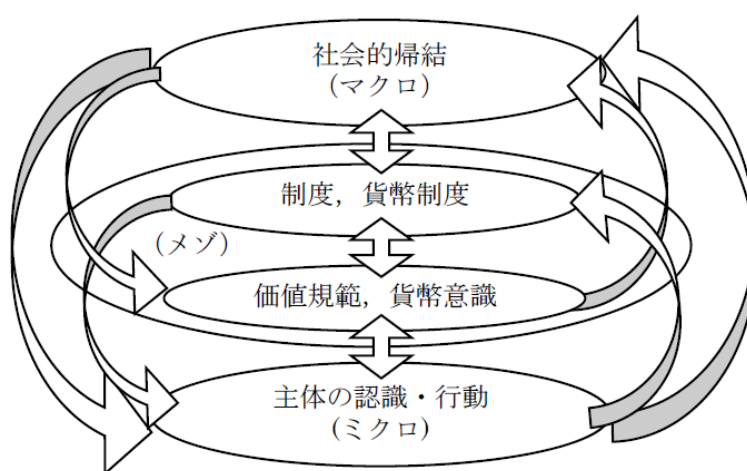 社会的帰結
(マクロ)
制度，貨幣制度
(メゾ)
価値規範，貨幣意識
主体の認識・行動
(ミクロ)